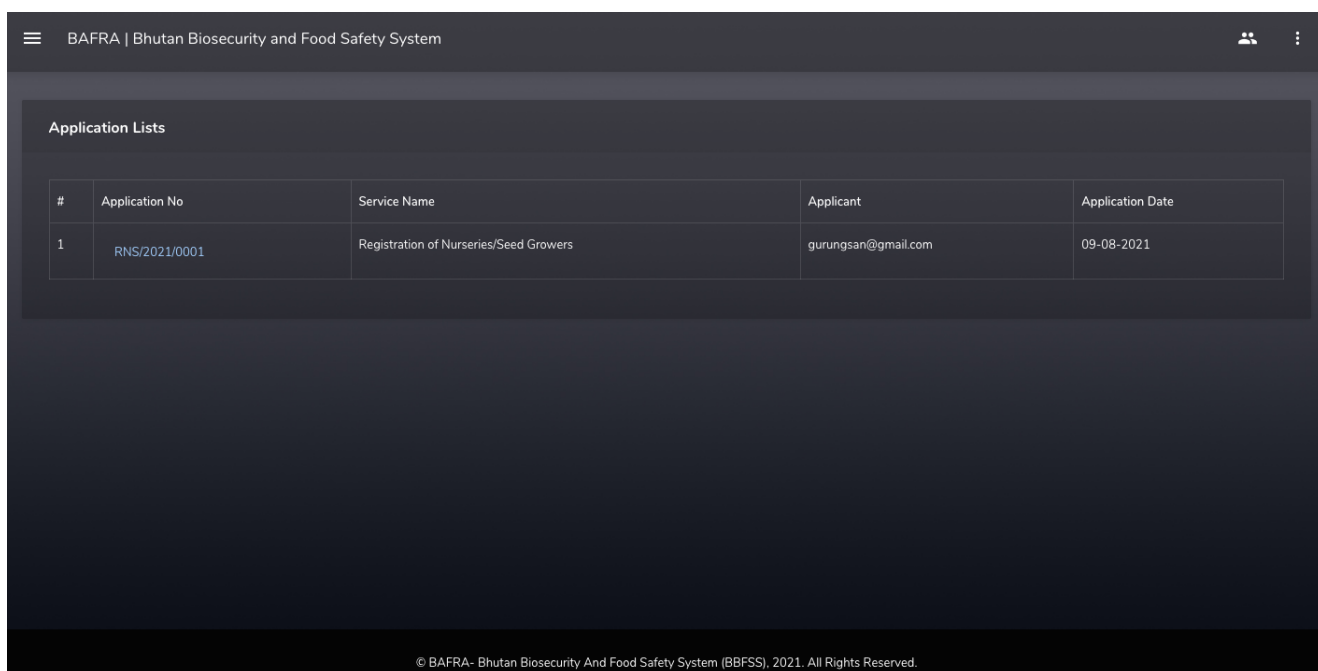 BAFRA | Bhutan Biosecurity and Food Safety System
Application Lists
# Application No Service Name Applicant Application Date
1 RNS/2021/0001 Registration of Nurseries/Seed Growers gurungsan@gmail.com 09-08-2021
© BAFRA- Bhutan Biosecurity And Food Safety System (BBFSS), 2021. All Rights Reserved.